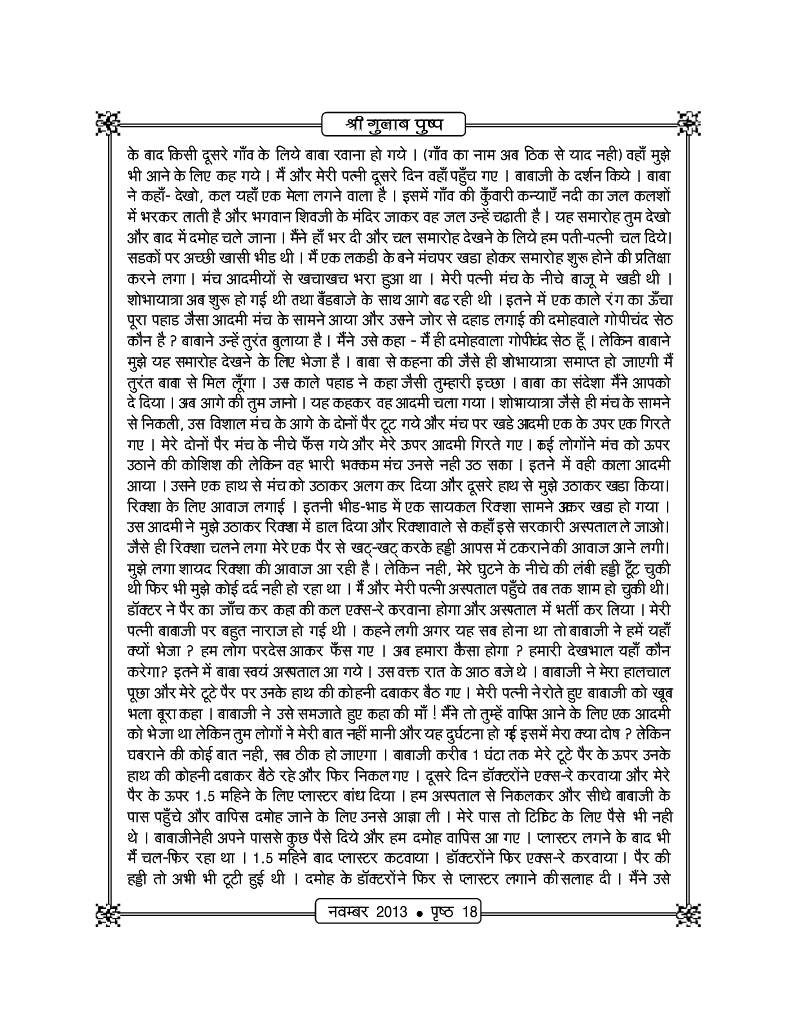 श्री गुलाब पुष्प
के बाद किसी दूसरे गाँव के लिये बाबा रवाना हो गये । (गाँव का नाम अब ठिक से याद नही) वहाँ मुझे
भी आने के लिए कह गये । मैं और मेरी पत्नी दूसरे दिन वहाँ पहुँच गए । बाबाजी के दर्शन किये । बाबा
ने कहाँ- देखो, कल यहाँ एक मेला लगने वाला है । इसमें गाँव की कुँवारी कन्याएँ नदी का जल कलशों
में भरकर लाती है और भगवान शिवजी के मंदिर जाकर वह जल उन्हें चढाती है । यह समारोह तुम देखो
और बाद में दमोह चले जाना । मैंने हाँ भर दी और चल समारोह देखने के लिये हम पती-पत्नी चल दिये।
सडकों पर अच्छी खासी भीड थी । मैं एक लकडी के बने मंचपर खडा होकर समारोह शुरू होने की प्रतिक्षा
करने लगा । मंच आदमीयों से खचाखच भरा हुआ था । मेरी पत्नी मंच के नीचे बाजू मे खडी थी ।
शोभायात्रा अब शुरू हो गई थी तथा बँडबाजे के साथ आगे बढ रही थी । इतने में एक काले रंग का ऊँचा
पूरा पहाड जैसा आदमी मंच के सामने आया और उसने जोर से दहाड लगाई की दमोहवाले गोपीचंद सेठ
कौन है ? बाबाने उन्हें तुरंत बुलाया है । मैंने उसे कहा - मैं ही दमोहवाला गोपीचंद सेठ हूँ । लेकिन बाबाने
मुझे यह समारोह देखने के लिए भेजा है । बाबा से कहना की जैसे ही शोभायात्रा समाप्त हो जाएगी मैं
तुरंत बाबा से मिल लूँगा । उस काले पहाड ने कहा जैसी तुम्हारी इच्छा । बाबा का संदेशा मैंने आपको
दे दिया । अब आगे की तुम जानो । यह कहकर वह आदमी चला गया । शोभायात्रा जैसे ही मंच के सामने
से निकली, उस विशाल मंच के आगे के दोनों पैर टूट गये और मंच पर खडे आदमी एक के उपर एक गिरते
गए । मेरे दोनों पैर मंच के नीचे फँस गये और मेरे ऊपर आदमी गिरते गए । कई लोगोंने मंच को ऊपर
उठाने की कोशिश की लेकिन वह भारी भक्कम मंच उनसे नही उठ सका । इतने में वही काला आदमी
आया । उसने एक हाथ से मंच को उठाकर अलग कर दिया और दूसरे हाथ से मुझे उठाकर खडा किया।
रिक्शा के लिए आवाज लगाई । इतनी भीड-भाड में एक सायकल रिक्शा सामने आकर खडा हो गया ।
उस आदमी ने मुझे उठाकर रिक्शा में डाल दिया और रिक्शावाले से कहाँ इसे सरकारी अस्पताल ले जाओ।
जैसे ही रिक्शा चलने लगा मेरे एक पैर से खट्-खट् करके हड्डी आपस में टकराने की आवाज आने लगी।
मुझे लगा शायद रिक्शा की आवाज आ रही है । लेकिन नही, मेरे घुटने के नीचे की लंबी हड्डी टूँट चुकी
थी फिर भी मुझे कोई दर्द नही हो रहा था । मैं और मेरी पत्नी अस्पताल पहुँचे तब तक शाम हो चुकी थी।
डॉक्टर ने पैर का जाँच कर कहा की कल एक्स-रे करवाना होगा और अस्पताल में भर्ती कर लिया । मेरी
पत्नी बाबाजी पर बहुत नाराज हो गई थी । कहने लगी अगर यह सब होना था तो बाबाजी ने हमें यहाँ
क्यों भेजा ? हम लोग परदेस आकर फँस गए । अब हमारा कैसा होगा ? हमारी देखभाल यहाँ कौन
करेगा? इतने में बाबा स्वयं अस्पताल आ गये । उस वक्त रात के आठ बजे थे । बाबाजी ने मेरा हालचाल
पूछा और मेरे टूटे पैर पर उनके हाथ की कोहनी दबाकर बैठ गए । मेरी पत्नी ने रोते हुए बाबाजी को खूब
भला बूरा कहा । बाबाजी ने उसे समजाते हुए कहा की माँ ! मैंने तो तुम्हें वापिस आने के लिए एक आदमी
को भेजा था लेकिन तुम लोगों ने मेरी बात नहीं मानी और यह दुर्घटना हो गई इसमें मेरा क्या दोष ? लेकिन
घबराने की कोई बात नही, सब ठीक हो जाएगा । बाबाजी करीब 1 घंटा तक मेरे टूटे पैर के ऊपर उनके
हाथ की कोहनी दबाकर बैठे रहे और फिर निकल गए । दूसरे दिन डॉक्टरोंने एक्स-रे करवाया और मेरे
पैर के ऊपर 1.5 महिने के लिए प्लास्टर बांध दिया । हम अस्पताल से निकलकर और सीधे बाबाजी के
पास पहुँचे और वापिस दमोह जाने के लिए उनसे आज्ञा ली । मेरे पास तो टिकिट के लिए पैसे भी नही
थे । बाबाजीनेही अपने पाससे कुछ पैसे दिये और हम दमोह वापिस आ गए । प्लास्टर लगने के बाद भी
मैं चल-फिर रहा था । 1.5 महिने बाद प्लास्टर कटवाया । डॉक्टरोंने फिर एक्स-रे करवाया । पैर की
हड्डी तो अभी भी टूटी हुई थी । दमोह के डॉक्टरोंने फिर से प्लास्टर लगाने की सलाह दी । मैंने उसे
नवम्बर 2013 ● पृष्ठ 18